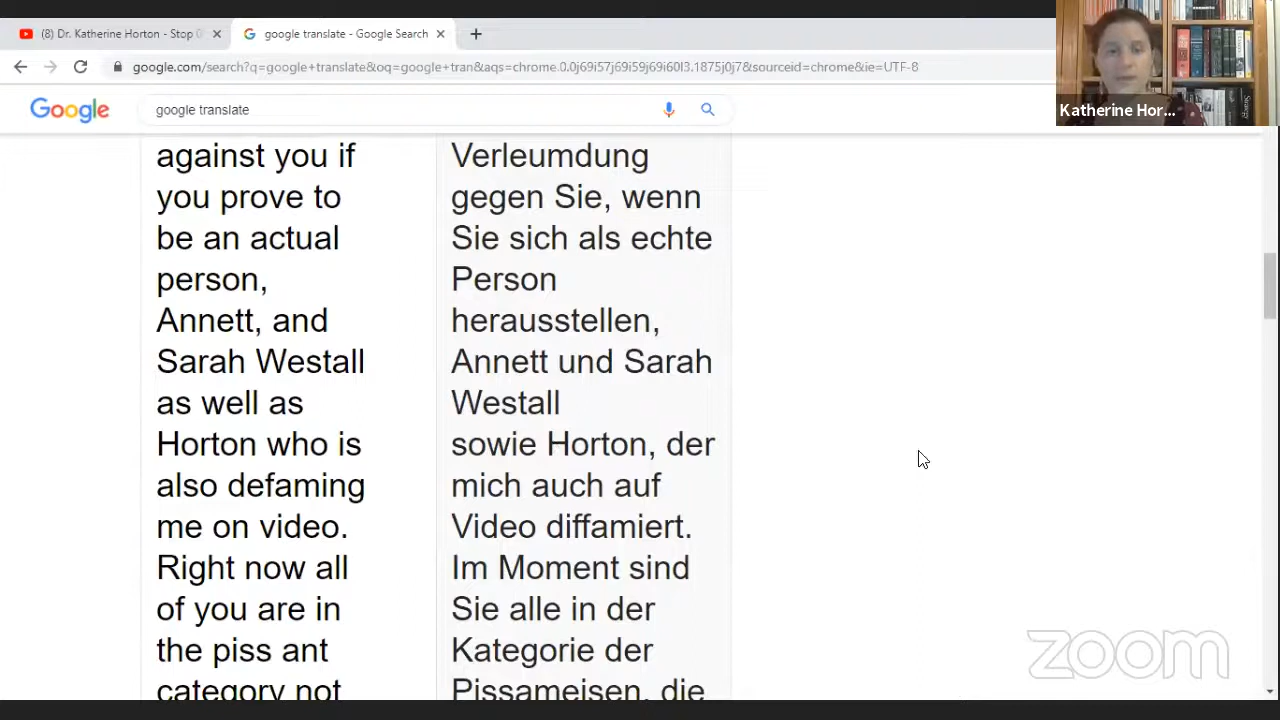 (8) Dr. Katherine Horton - Stop
google translate - Google Search
google.com/search?q=google+translate&oq=google+tran&aqs=chrome.0.0j69i57j69i59j69i60l3.1875j0j7&sourceid=chrome&ie=UTF-8
Katherine Hor...
Google
google translate
against you if
you prove to
be an actual
person,
Annett, and
Sarah Westall
as well as
Horton who is
also defaming
me on video.
Right now all
of you are in
the piss ant
category not
Verleumdung
gegen Sie, wenn
Sie sich als echte
Person
herausstellen,
Annett und Sarah
Westall
sowie Horton, der
mich auch auf
Video diffamiert.
Im Moment sind
Sie alle in der
Kategorie der
Pissameisen, die
zoom